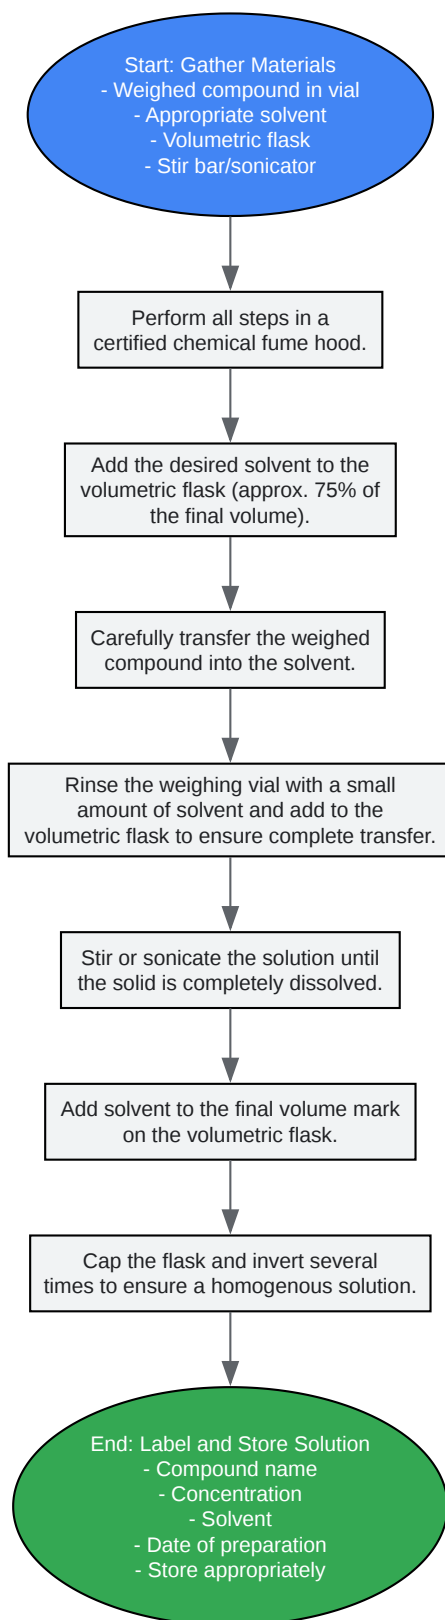 Start: Gather Materials
- Weighed compound in vial
- Appropriate solvent
- Volumetric flask
- Stir bar/sonicator
Perform all steps in a
certified chemical fume hood.
Add the desired solvent to the
volumetric flask (approx. 75% of
the final volume).
Carefully transfer the weighed
compound into the solvent.
Rinse the weighing vial with a small
amount of solvent and add to the
volumetric flask to ensure complete transfer.
Stir or sonicate the solution until
the solid is completely dissolved.
Add solvent to the final volume mark
on the volumetric flask.
Cap the flask and invert several
times to ensure a homogenous solution.
End: Label and Store Solution
- Compound name
- Concentration
- Solvent
- Date of preparation
- Store appropriately